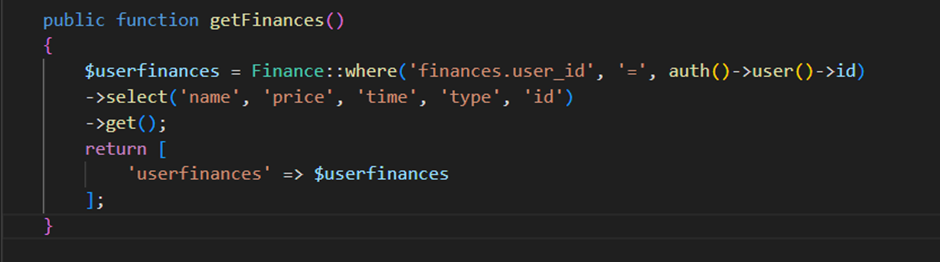 public function getFinances()
{
$userfinances = Finance::where('finances.user_id', '=', auth()->user()->id)
->select('name', 'price', 'time', 'type', 'id')
->get();
return [
'userfinances' => $userfinances
];
}